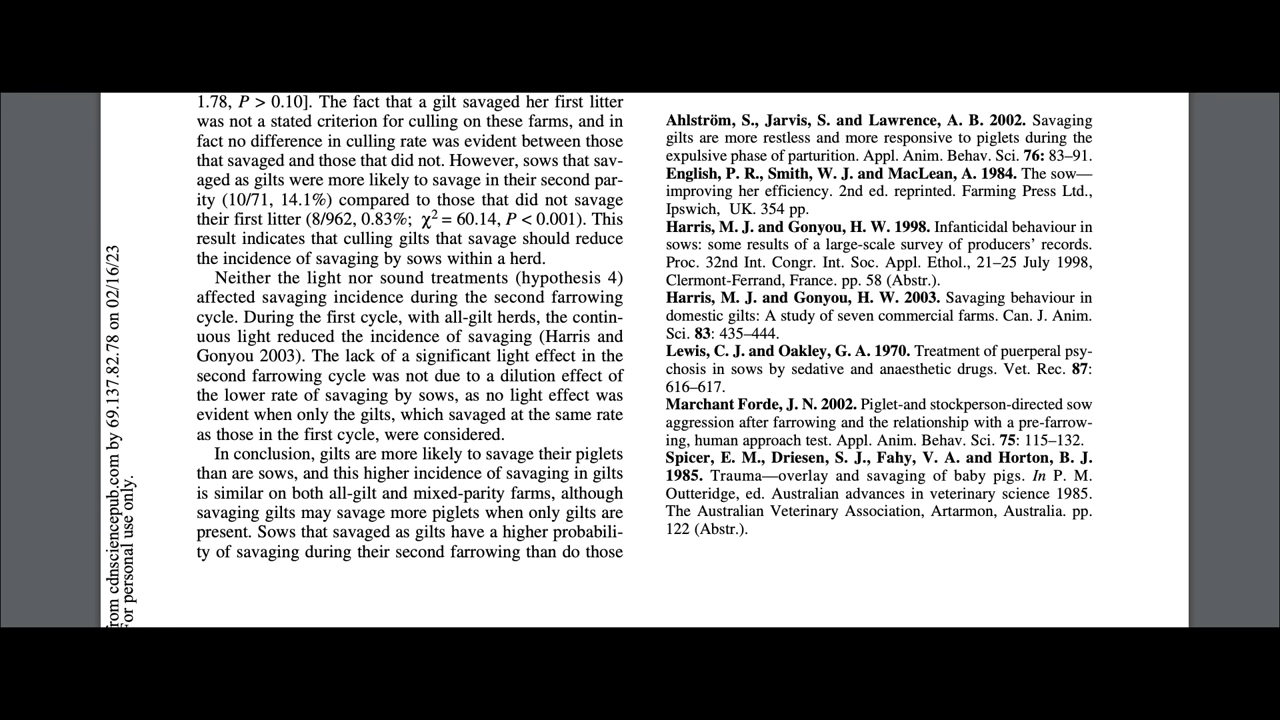 1.78, P > 0.10]. The fact that a gilt savaged her first litter
was not a stated criterion for culling on these farms, and in
fact no difference in culling rate was evident between those
that savaged and those that did not. However, sows that sav-
aged as gilts were more likely to savage in their second par-
ity (10/71, 14.1%) compared to those that did not savage
their first litter (8/962, 0.83%; χ² = 60.14, P < 0.001). This
result indicates that culling gilts that savage should reduce
the incidence of savaging by sows within a herd.
Neither the light nor sound treatments (hypothesis 4)
affected savaging incidence during the second farrowing
cycle. During the first cycle, with all-gilt herds, the contin-
uous light reduced the incidence of savaging (Harris and
Gonyou 2003). The lack of a significant light effect in the
second farrowing cycle was not due to a dilution effect of
the lower rate of savaging by sows, as no light effect was
evident when only the gilts, which savaged at the same rate
as those in the first cycle, were considered.
In conclusion, gilts are more likely to savage their piglets
than are sows, and this higher incidence of savaging in gilts
is similar on both all-gilt and mixed-parity farms, although
savaging gilts may savage more piglets when only gilts are
present. Sows that savaged as gilts have a higher probabili-
ty of savaging during their second farrowing than do those
Ahlström, S., Jarvis, S. and Lawrence, A. B. 2002. Savaging
gilts are more restless and more responsive to piglets during the
expulsive phase of parturition. Appl. Anim. Behav. Sci. 76: 83–91.
English, P. R., Smith, W. J. and MacLean, A. 1984. The sow—
improving her efficiency. 2nd ed. reprinted. Farming Press Ltd.,
Ipswich, UK. 354 pp.
Harris, M. J. and Gonyou, H. W. 1998. Infanticidal behaviour in
sows: some results of a large-scale survey of producers’ records.
Proc. 32nd Int. Congr. Int. Soc. Appl. Ethol., 21–25 July 1998,
Clermont-Ferrand, France. pp. 58 (Abstr.).
Harris, M. J. and Gonyou, H. W. 2003. Savaging behaviour in
domestic gilts: A study of seven commercial farms. Can. J. Anim.
Sci. 83: 435–444.
Lewis, C. J. and Oakley, G. A. 1970. Treatment of puerperal psy-
chosis in sows by sedative and anaesthetic drugs. Vet. Rec. 87:
616–617.
Marchant Forde, J. N. 2002. Piglet-and stockperson-directed sow
aggression after farrowing and the relationship with a pre-farrow-
ing, human approach test. Appl. Anim. Behav. Sci. 75: 115–132.
Spicer, E. M., Driesen, S. J., Fahy, V. A. and Horton, B. J.
1985. Trauma—overlay and savaging of baby pigs. In P. M.
Outteridge, ed. Australian advances in veterinary science 1985.
The Australian Veterinary Association, Artarmon, Australia. pp.
122 (Abstr.).
rom cdnsciencepub.com by 69.137.82.78 on 02/16/23
For personal use only.